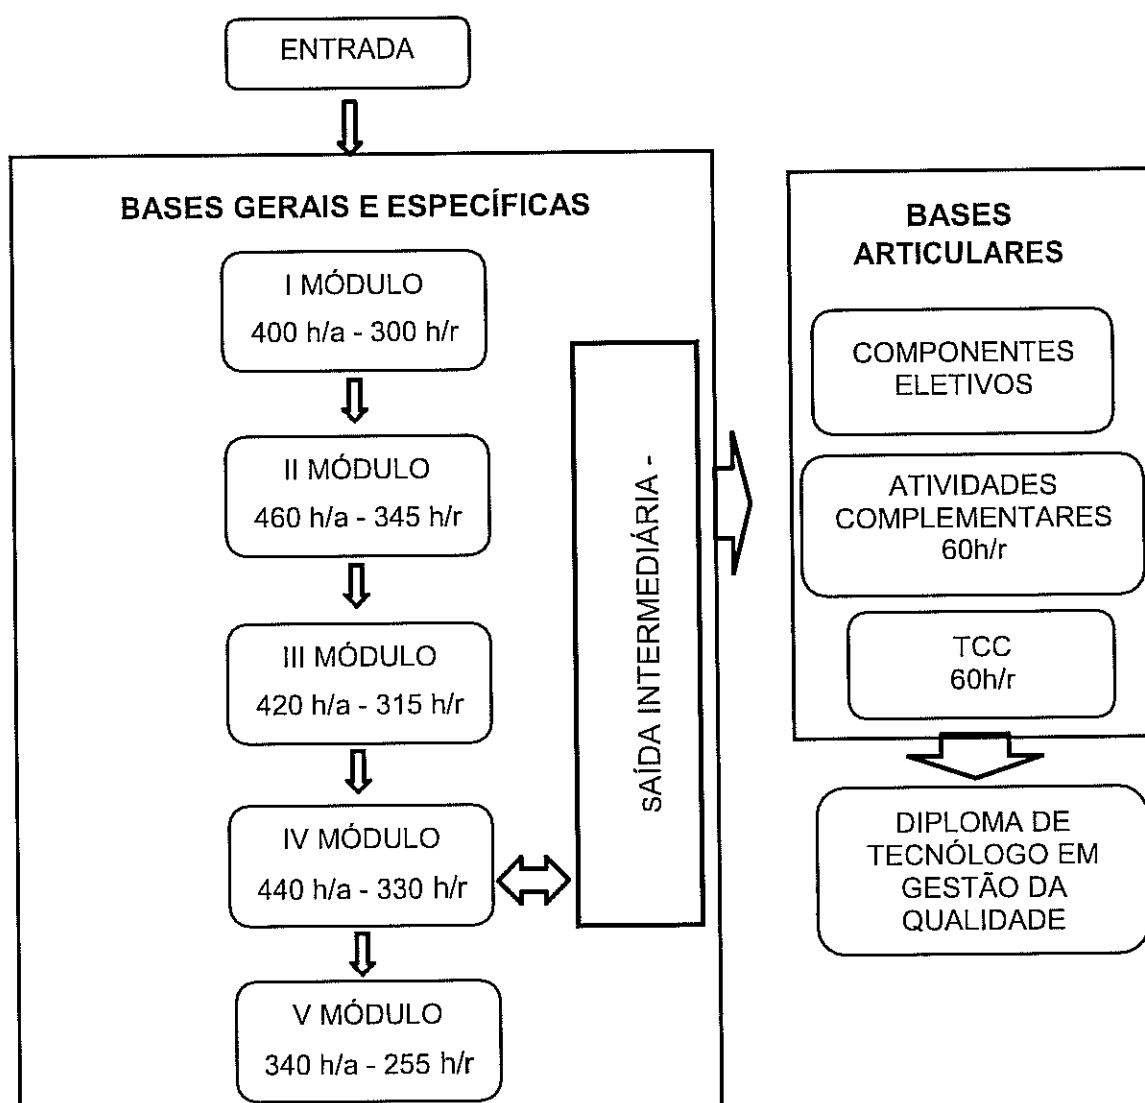 ENTRADA
BASES GERAIS E ESPECÍFICAS
I MÓDULO
400 h/a - 300 h/r
II MÓDULO
460 h/a - 345 h/r
III MÓDULO
420 h/a - 315 h/r
IV MÓDULO
440 h/a - 330 h/r
V MÓDULO
340 h/a - 255 h/r
SAÍDA INTERMEDIÁRIA -
BASES
ARTICULARES
COMPONENTES
ELETIVOS
ATIVIDADES
COMPLEMENTARES
60h/r
TCC
60h/r
DIPLOMA DE
TECNÓLOGO EM
GESTÃO DA
QUALIDADE